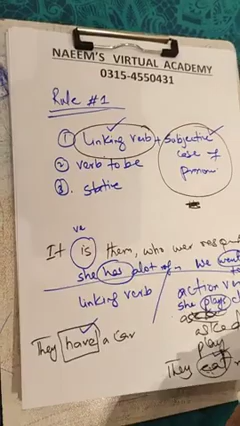 NAEEM'S VIRTUAL ACADEMY
0315-4550431
Rule #1
① Linking verb + Subjective
case of
pronoun
② verb to be
③. stative
ve
It is them, who wer
she has alot of
we
linking verb
action
she plays
play
They have a car
They eat